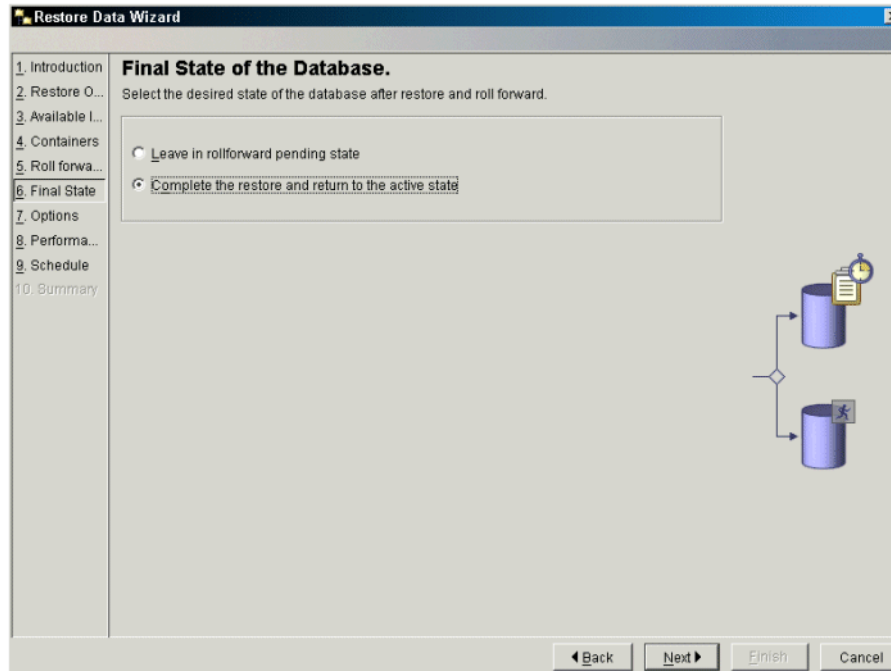 Restore Data Wizard
1. Introduction
2. Restore O...
3. Available I...
4. Containers
5. Roll forwa...
6. Final State
7. Options
8. Performa...
9. Schedule
10. Summary
Final State of the Database.
Select the desired state of the database after restore and roll forward.
Leave in rollforward pending state
Complete the restore and return to the active state
Back
Next
Finish
Cancel